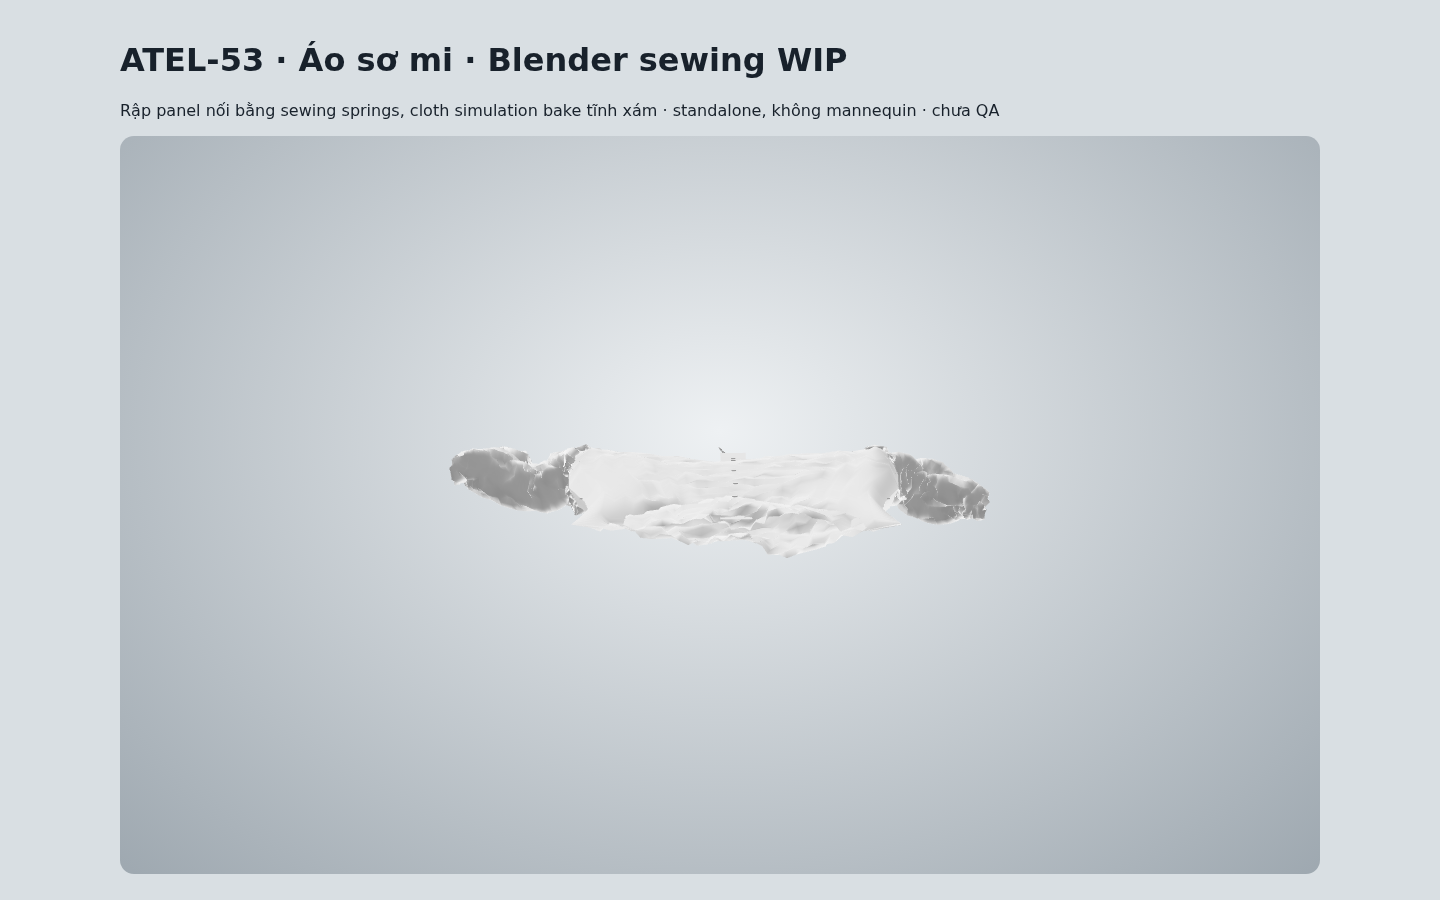 ATEL-53 · Áo sơ mi · Blender sewing WIP
Rập panel nối bằng sewing springs, cloth simulation bake tĩnh xám · standalone, không mannequin · chưa QA